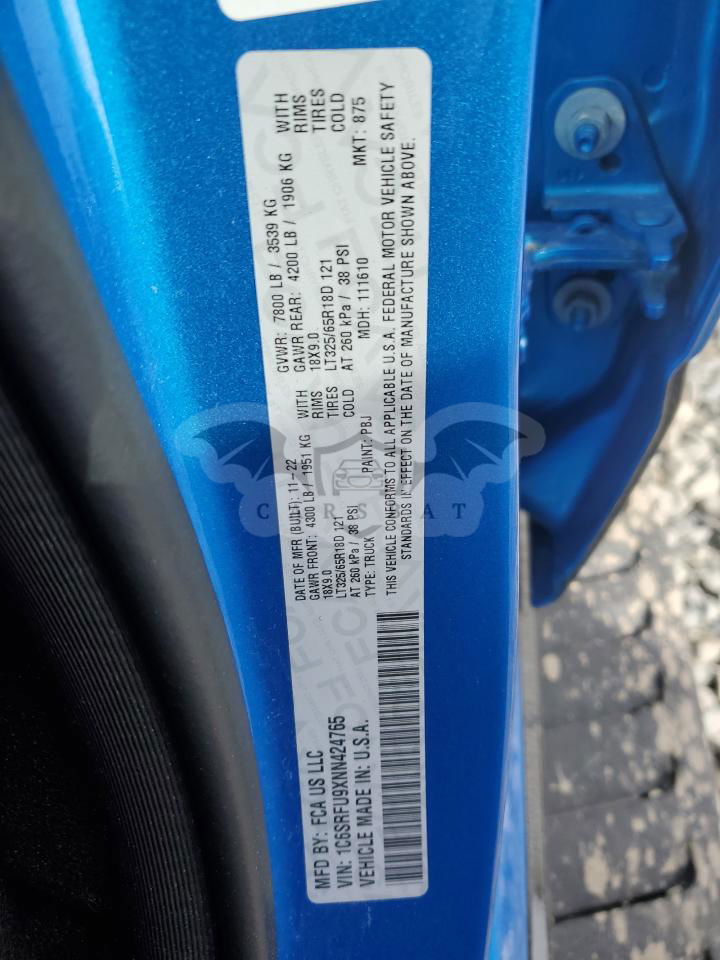 MFD BY: FCA US LLC
VIN: 1C6SRFU9XNN424765
VEHICLE MADE IN: U.S.A.
DATE OF MFR (BUILT): 11-22 GVWR: 7800 LB / 3539 KG
GAWR FRONT: 4300 LB / 1951 KG WITH GAWR REAR: 4200 LB / 1906 KG WITH
18X9.0 RIMS 18X9.0 RIMS
LT325/65R18D 121 TIRES LT325/65R18D 121 TIRES
AT 260 kPa / 38 PSI COLD AT 260 kPa / 38 PSI COLD
TYPE: TRUCK PAINT: PBJ MDH: 111610 MKT: 875
THIS VEHICLE CONFORMS TO ALL APPLICABLE U.S.A. FEDERAL MOTOR VEHICLE SAFETY
STANDARDS IN EFFECT ON THE DATE OF MANUFACTURE SHOWN ABOVE.